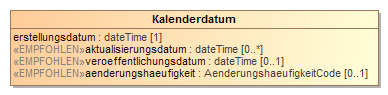 Kalenderdatum
erstellungsdatum : dateTime [1]
«EMPFOHLEN»aktualisierungsdatum : dateTime [0..*]
«EMPFOHLEN»veroeffentlichungsdatum : dateTime [0..1]
«EMPFOHLEN»aenderungshaeufigkeit : AenderungshaeufigkeitCode [0..1]